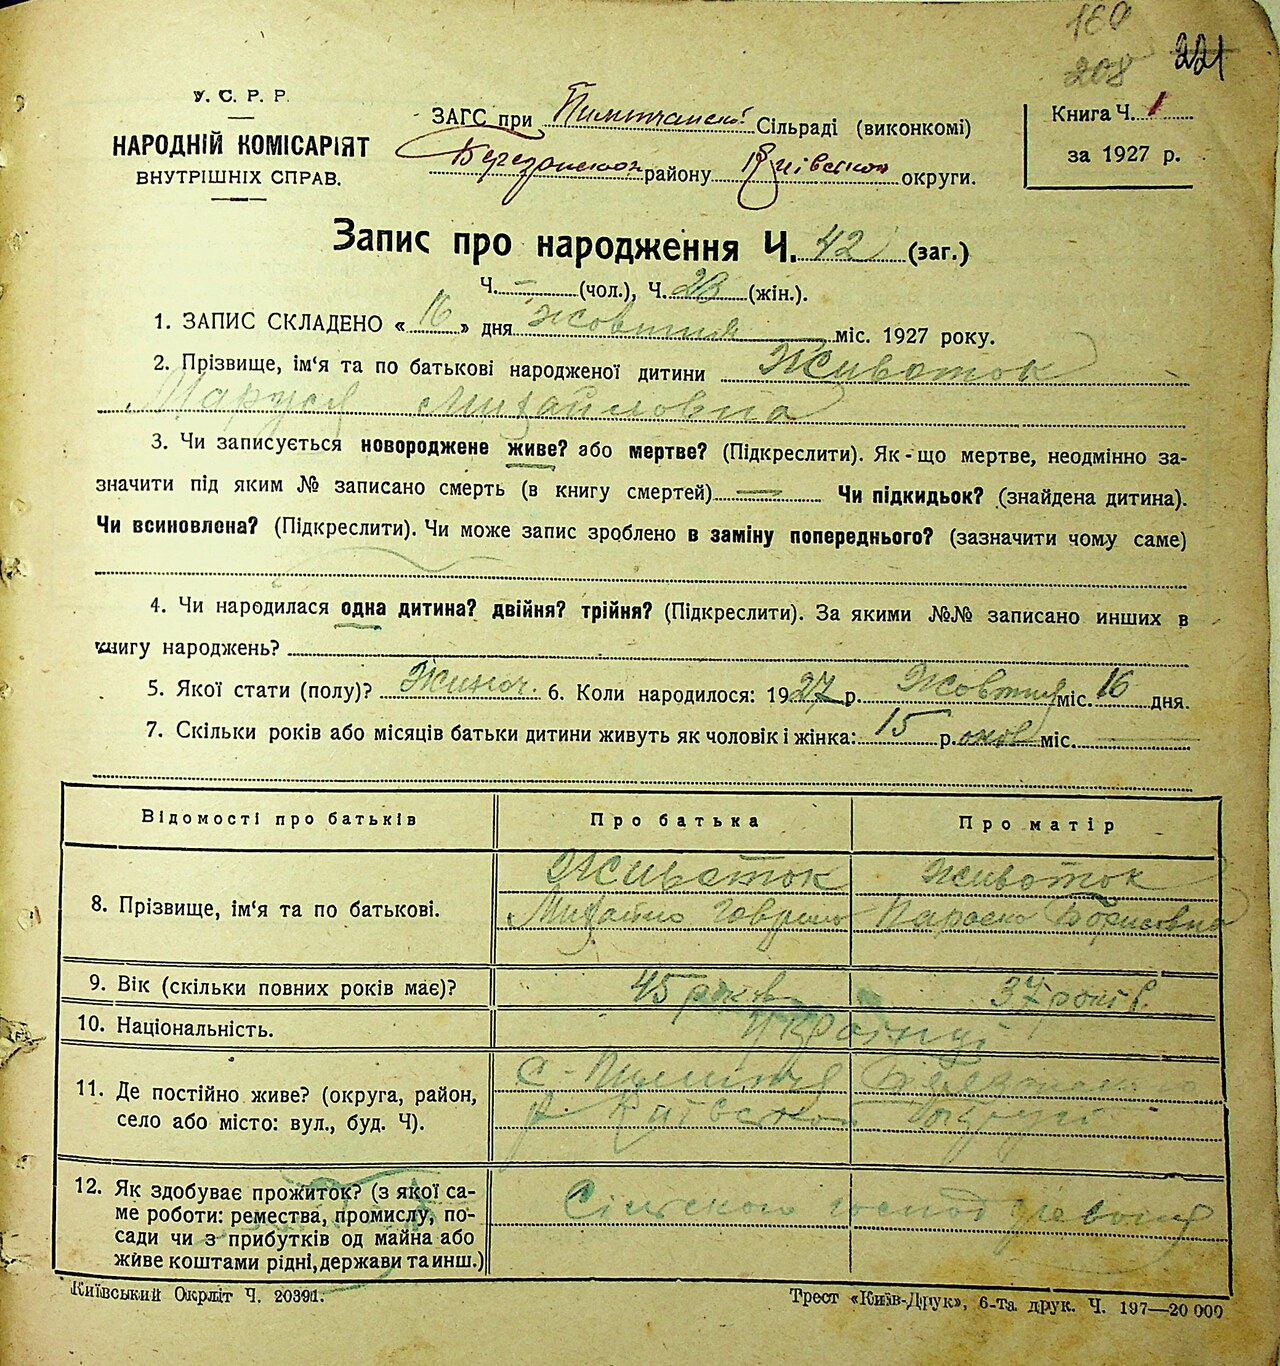 160
208
221
У. С. Р. Р.
НАРОДНІЙ КОМІСАРІЯТ
ВНУТРІШНІХ СПРАВ.
ЗАГС при Сільраді (виконкомі)
району Київської округи.
Книга Ч. 1
за 1927 р.
Запис про народження Ч. 42 (заг.)
Ч. – (чол.), Ч. 23 (жін.).
1. ЗАПИС СКЛАДЕНО « 16 » дня жовтня міс. 1927 року.
2. Прізвище, ім‘я та по батькові народженої дитини Животок
Маруся Михайловна
3. Чи записується новороджене живе? або мертве? (Підкреслити). Як-що мертве, неодмінно за-
значити під яким № записано смерть (в книгу смертей) — Чи підкидьок? (знайдена дитина).
Чи всиновлена? (Підкреслити). Чи може запис зроблено в заміну попереднього? (зазначити чому саме)
4. Чи народилася одна дитина? двійня? трійня? (Підкреслити). За якими №№ записано инших в
книгу народжень?
5. Якої стати (полу)? Жиноч. 6. Коли народилося: 1927 р. Жовтня міс. 16 дня.
7. Скільки років або місяців батьки дитини живуть як чоловік і жінка: 15 р.оков міс. —
Відомості про батьків Про батька Про матір
8. Прізвище, ім‘я та по батькові.
Животок Животок
Михайло Гаврило Параска Борисовна
9. Вік (скільки повних років має)? 45 років 37 років.
10. Національність. Українці
11. Де постійно живе? (округа, район,
село або місто: вул., буд. Ч).
С-
р Київської округи
12. Як здобуває прожиток? (з якої са-
ме роботи: ремества, промислу, по-
сади чи з прибутків од майна або
живе коштами рідні, держави та инш.)
Київський Окрліт Ч. 20391.
Трест «Київ-Друк», 6-та друк. Ч. 197—20 000